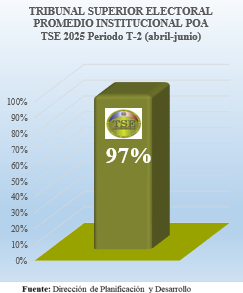 TRIBUNAL SUPERIOR ELECTORAL
PROMEDIO INSTITUCIONAL POA
TSE 2025 Periodo T-2 (abril-junio)
100%
90%
80%
70%
60%
50%
40%
30%
20%
10%
0%
TSE
97%
Fuente: Dirección de Planificación y Desarrollo